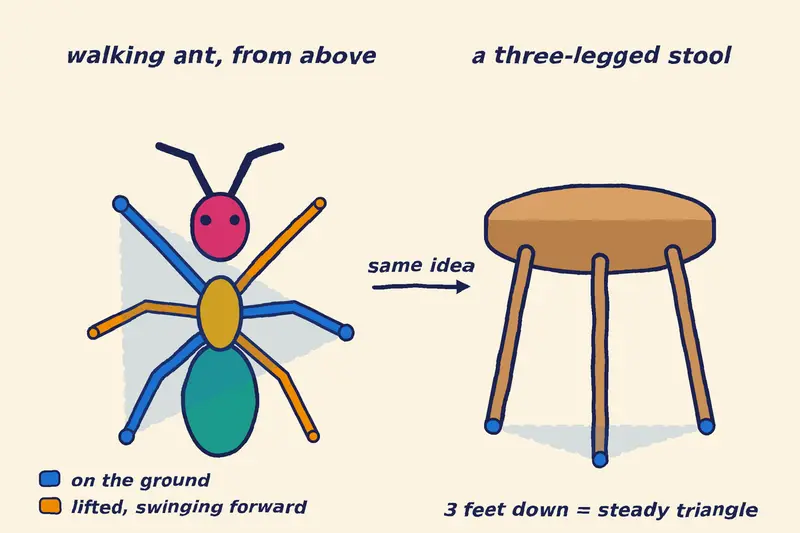 walking ant, from above
a three-legged stool
same idea
on the ground
lifted, swinging forward
3 feet down = steady triangle